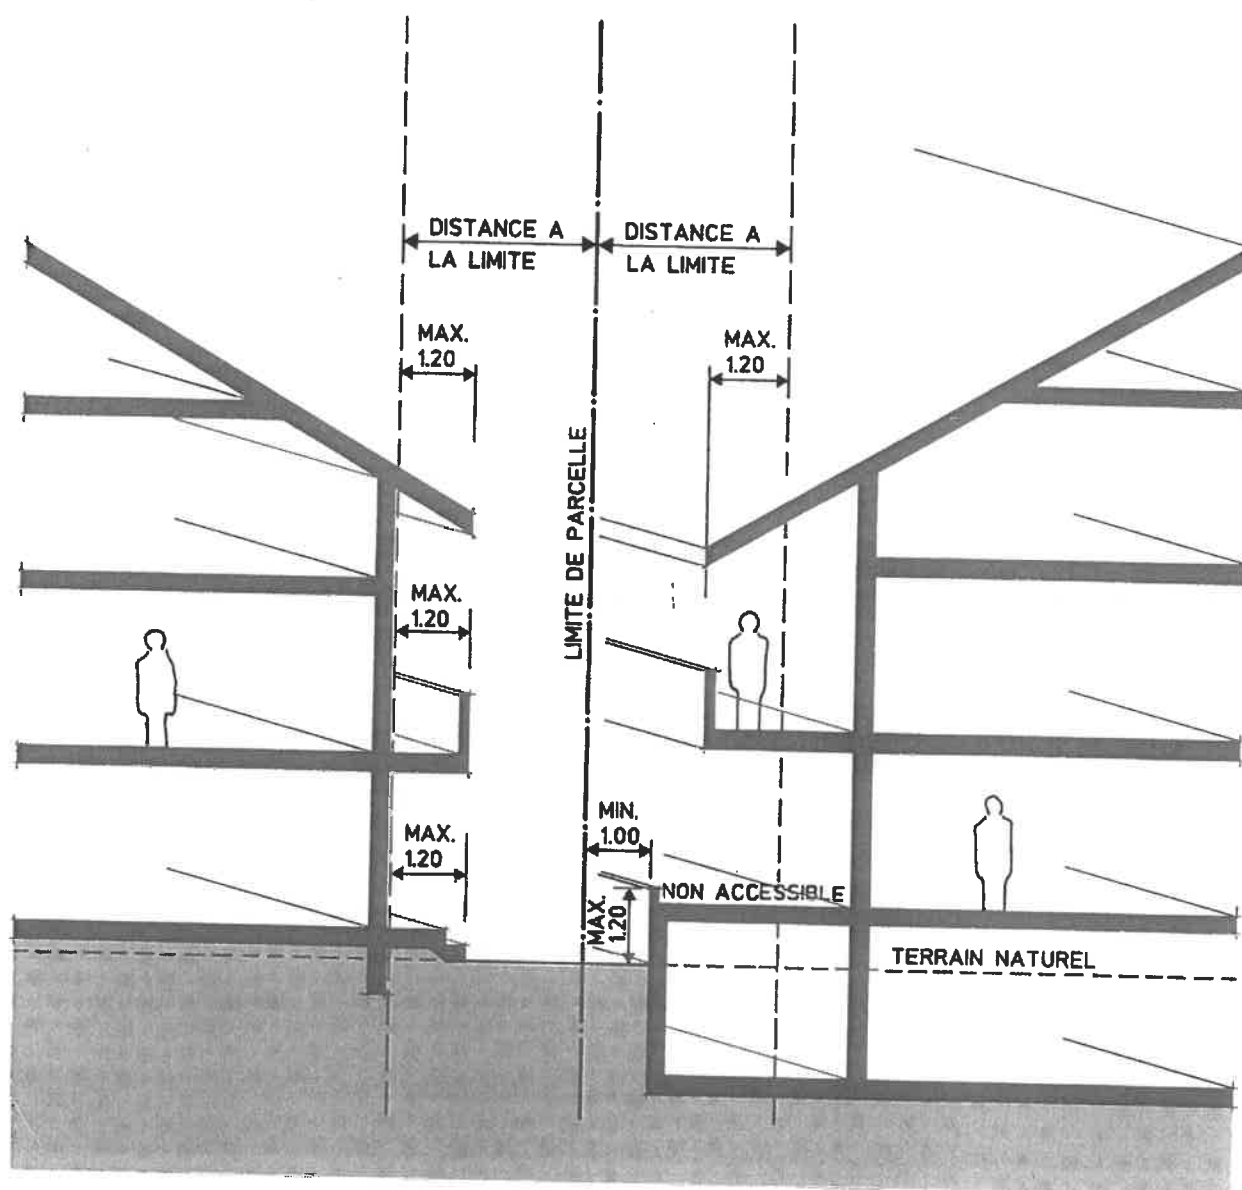 DISTANCE A
LA LIMITE
DISTANCE A
LA LIMITE
MAX.
1.20
MAX.
1.20
LIMITE DE PARCELLE
MAX.
1.20
MAX.
1.20
MIN.
1.00
MAX.
1.20
NON ACCESSIBLE
TERRAIN NATUREL